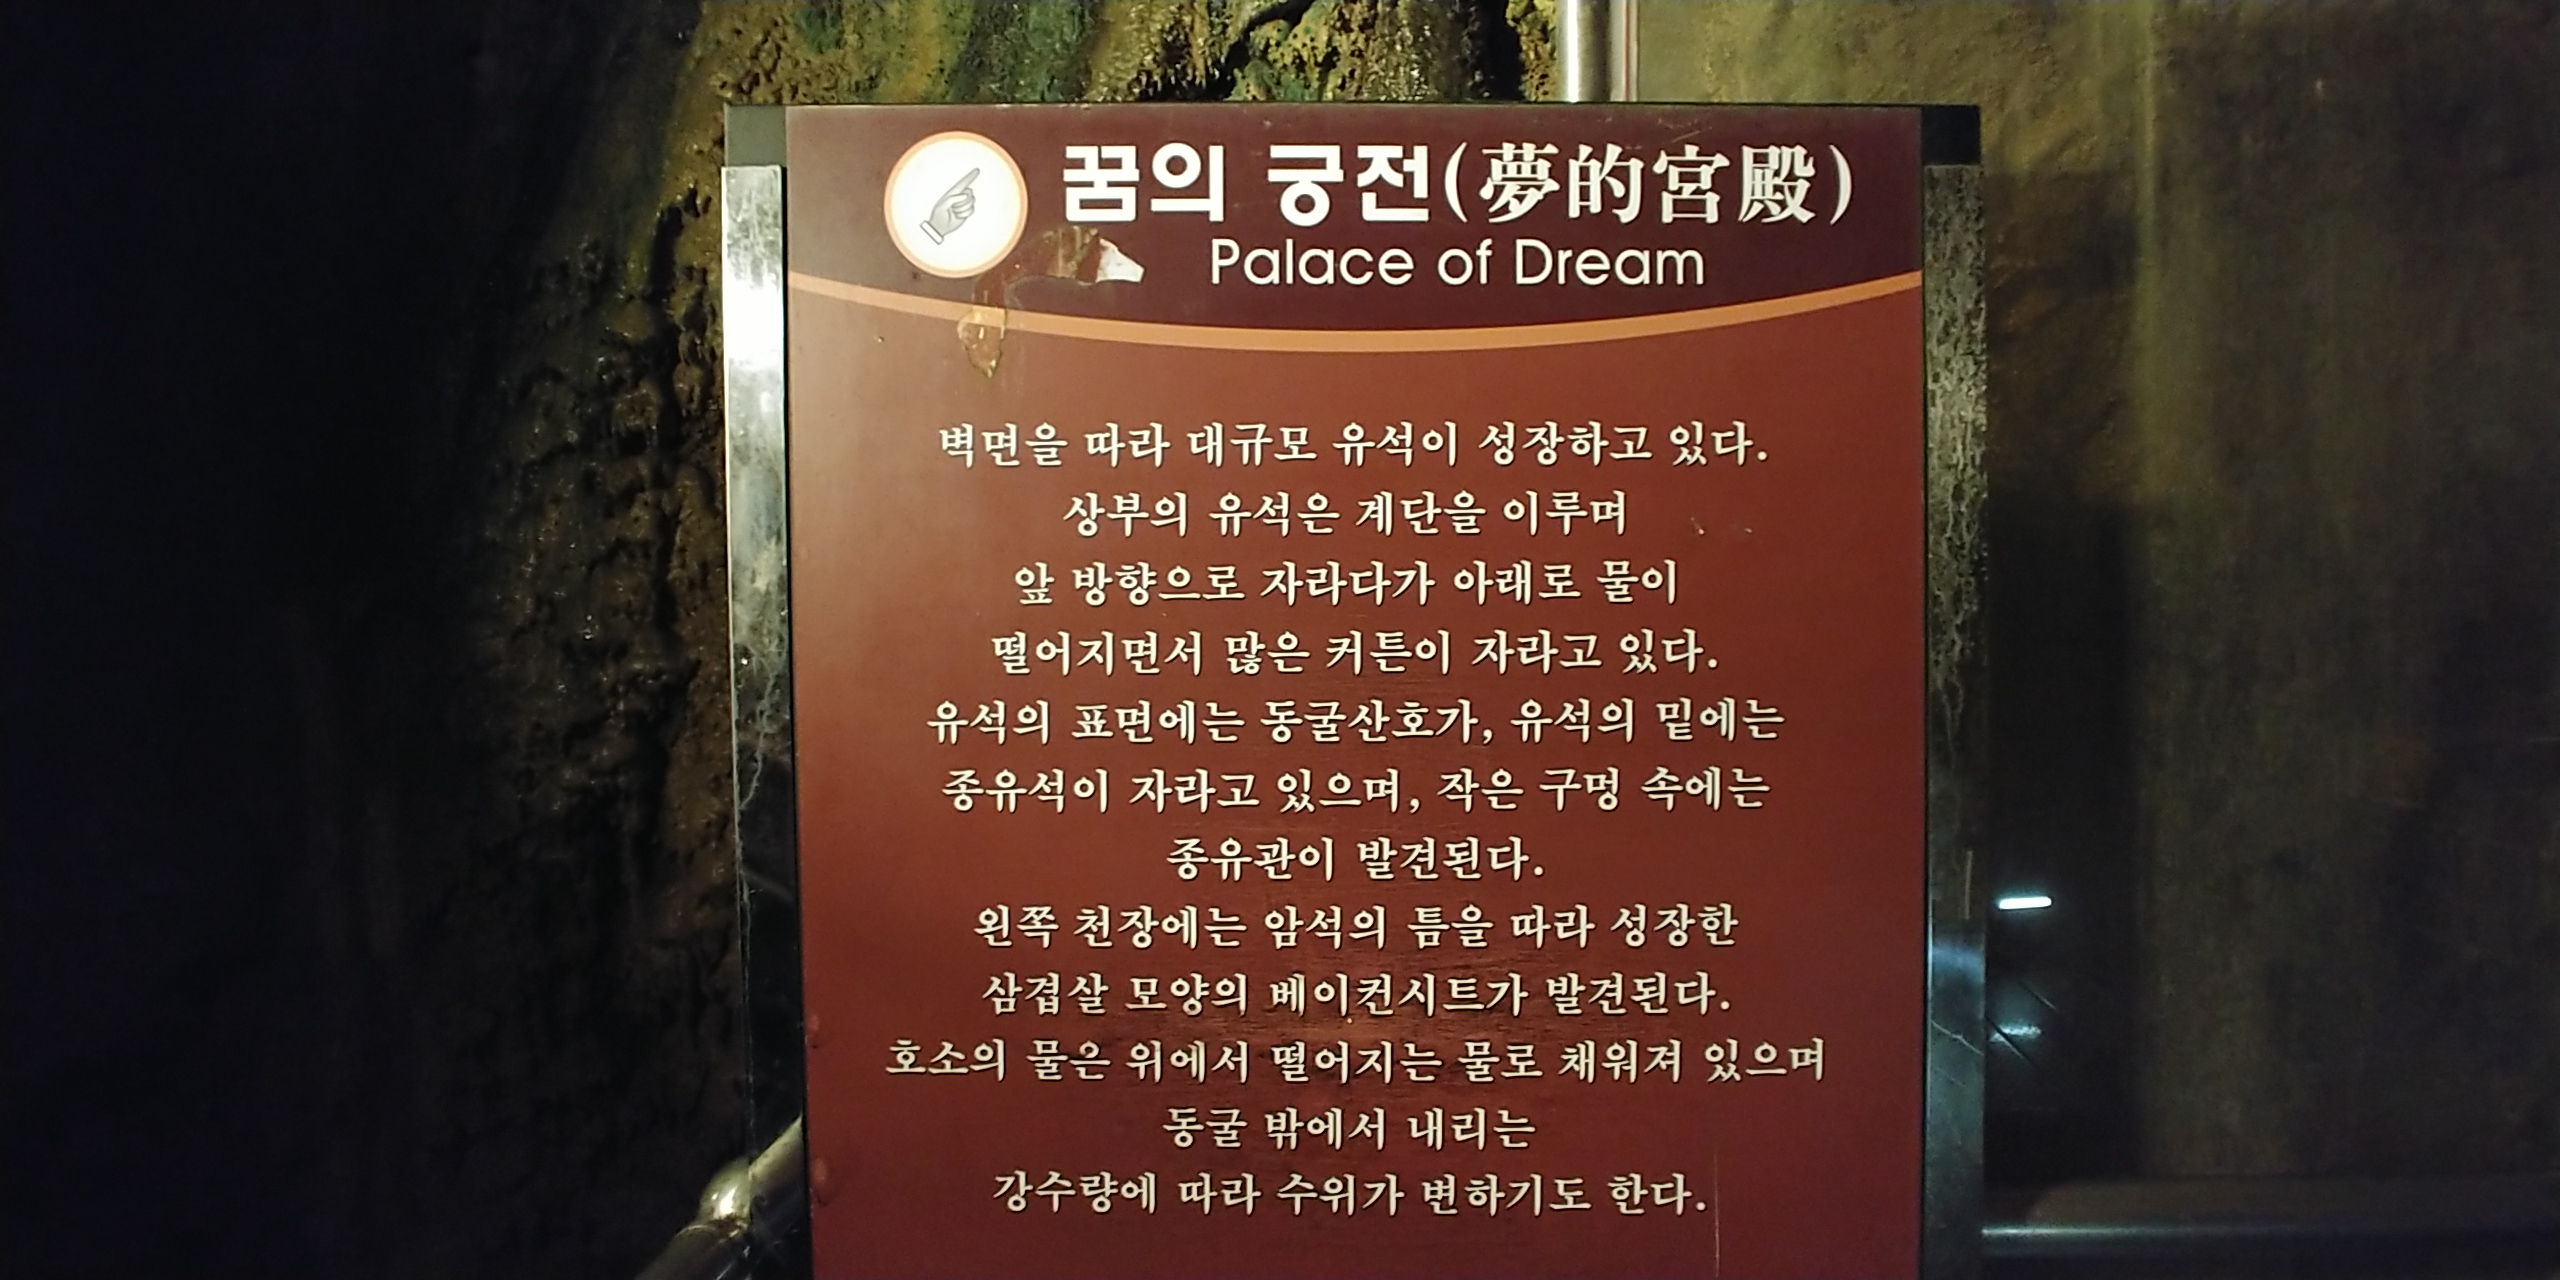 꿈의 궁전(夢的宮殿)
Palace of Dream
벽면을 따라 대규모 유석이 성장하고 있다.
상부의 유석은 계단을 이루며
앞 방향으로 자라다가 아래로 물이
떨어지면서 많은 커튼이 자라고 있다.
유석의 표면에는 동굴산호가, 유석의 밑에는
종유석이 자라고 있으며, 작은 구멍 속에는
종유관이 발견된다.
왼쪽 천장에는 암석의 틈을 따라 성장한
삼겹살 모양의 베이컨시트가 발견된다.
호소의 물은 위에서 떨어지는 물로 채워져 있으며
동굴 밖에서 내리는
강수량에 따라 수위가 변하기도 한다.